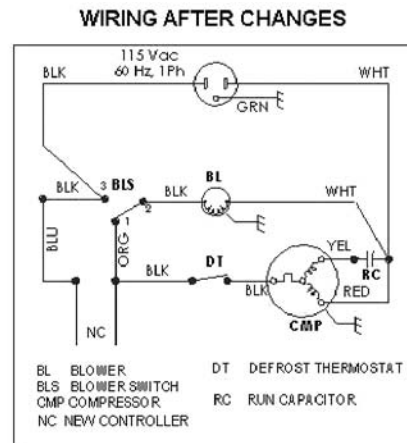 WIRING AFTER CHANGES
115 Vac
60 Hz, 1Ph
BLK
WHT
GRN
BLK
3
BLS
BLK
BL
WHT
1
2
BLU
ORG
BLK
DT
BLK
YEL
RC
RED
CMP
NC
BL BLOWER
BLS BLOWER SWITCH
CMP COMPRESSOR
NC NEW CONTROLLER
DT DEFROST THERMOSTAT
RC RUN CAPACITOR